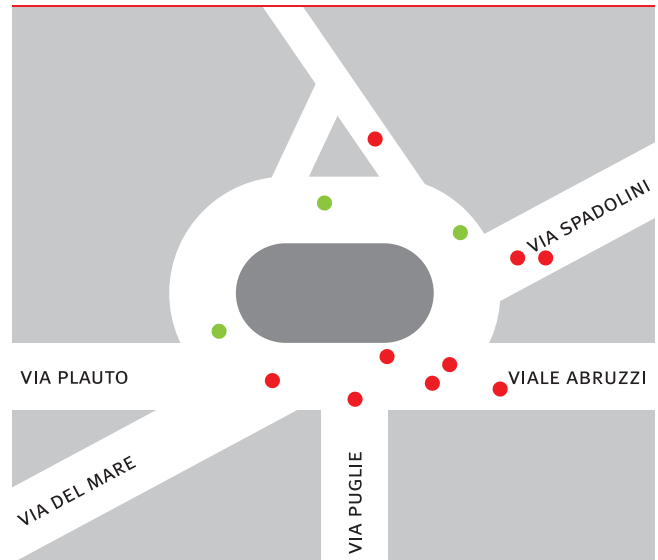 VIA SPADOLINI
VIA PLAUTO
VIALE ABRUZZI
VIA DEL MARE
VIA PUGLIE